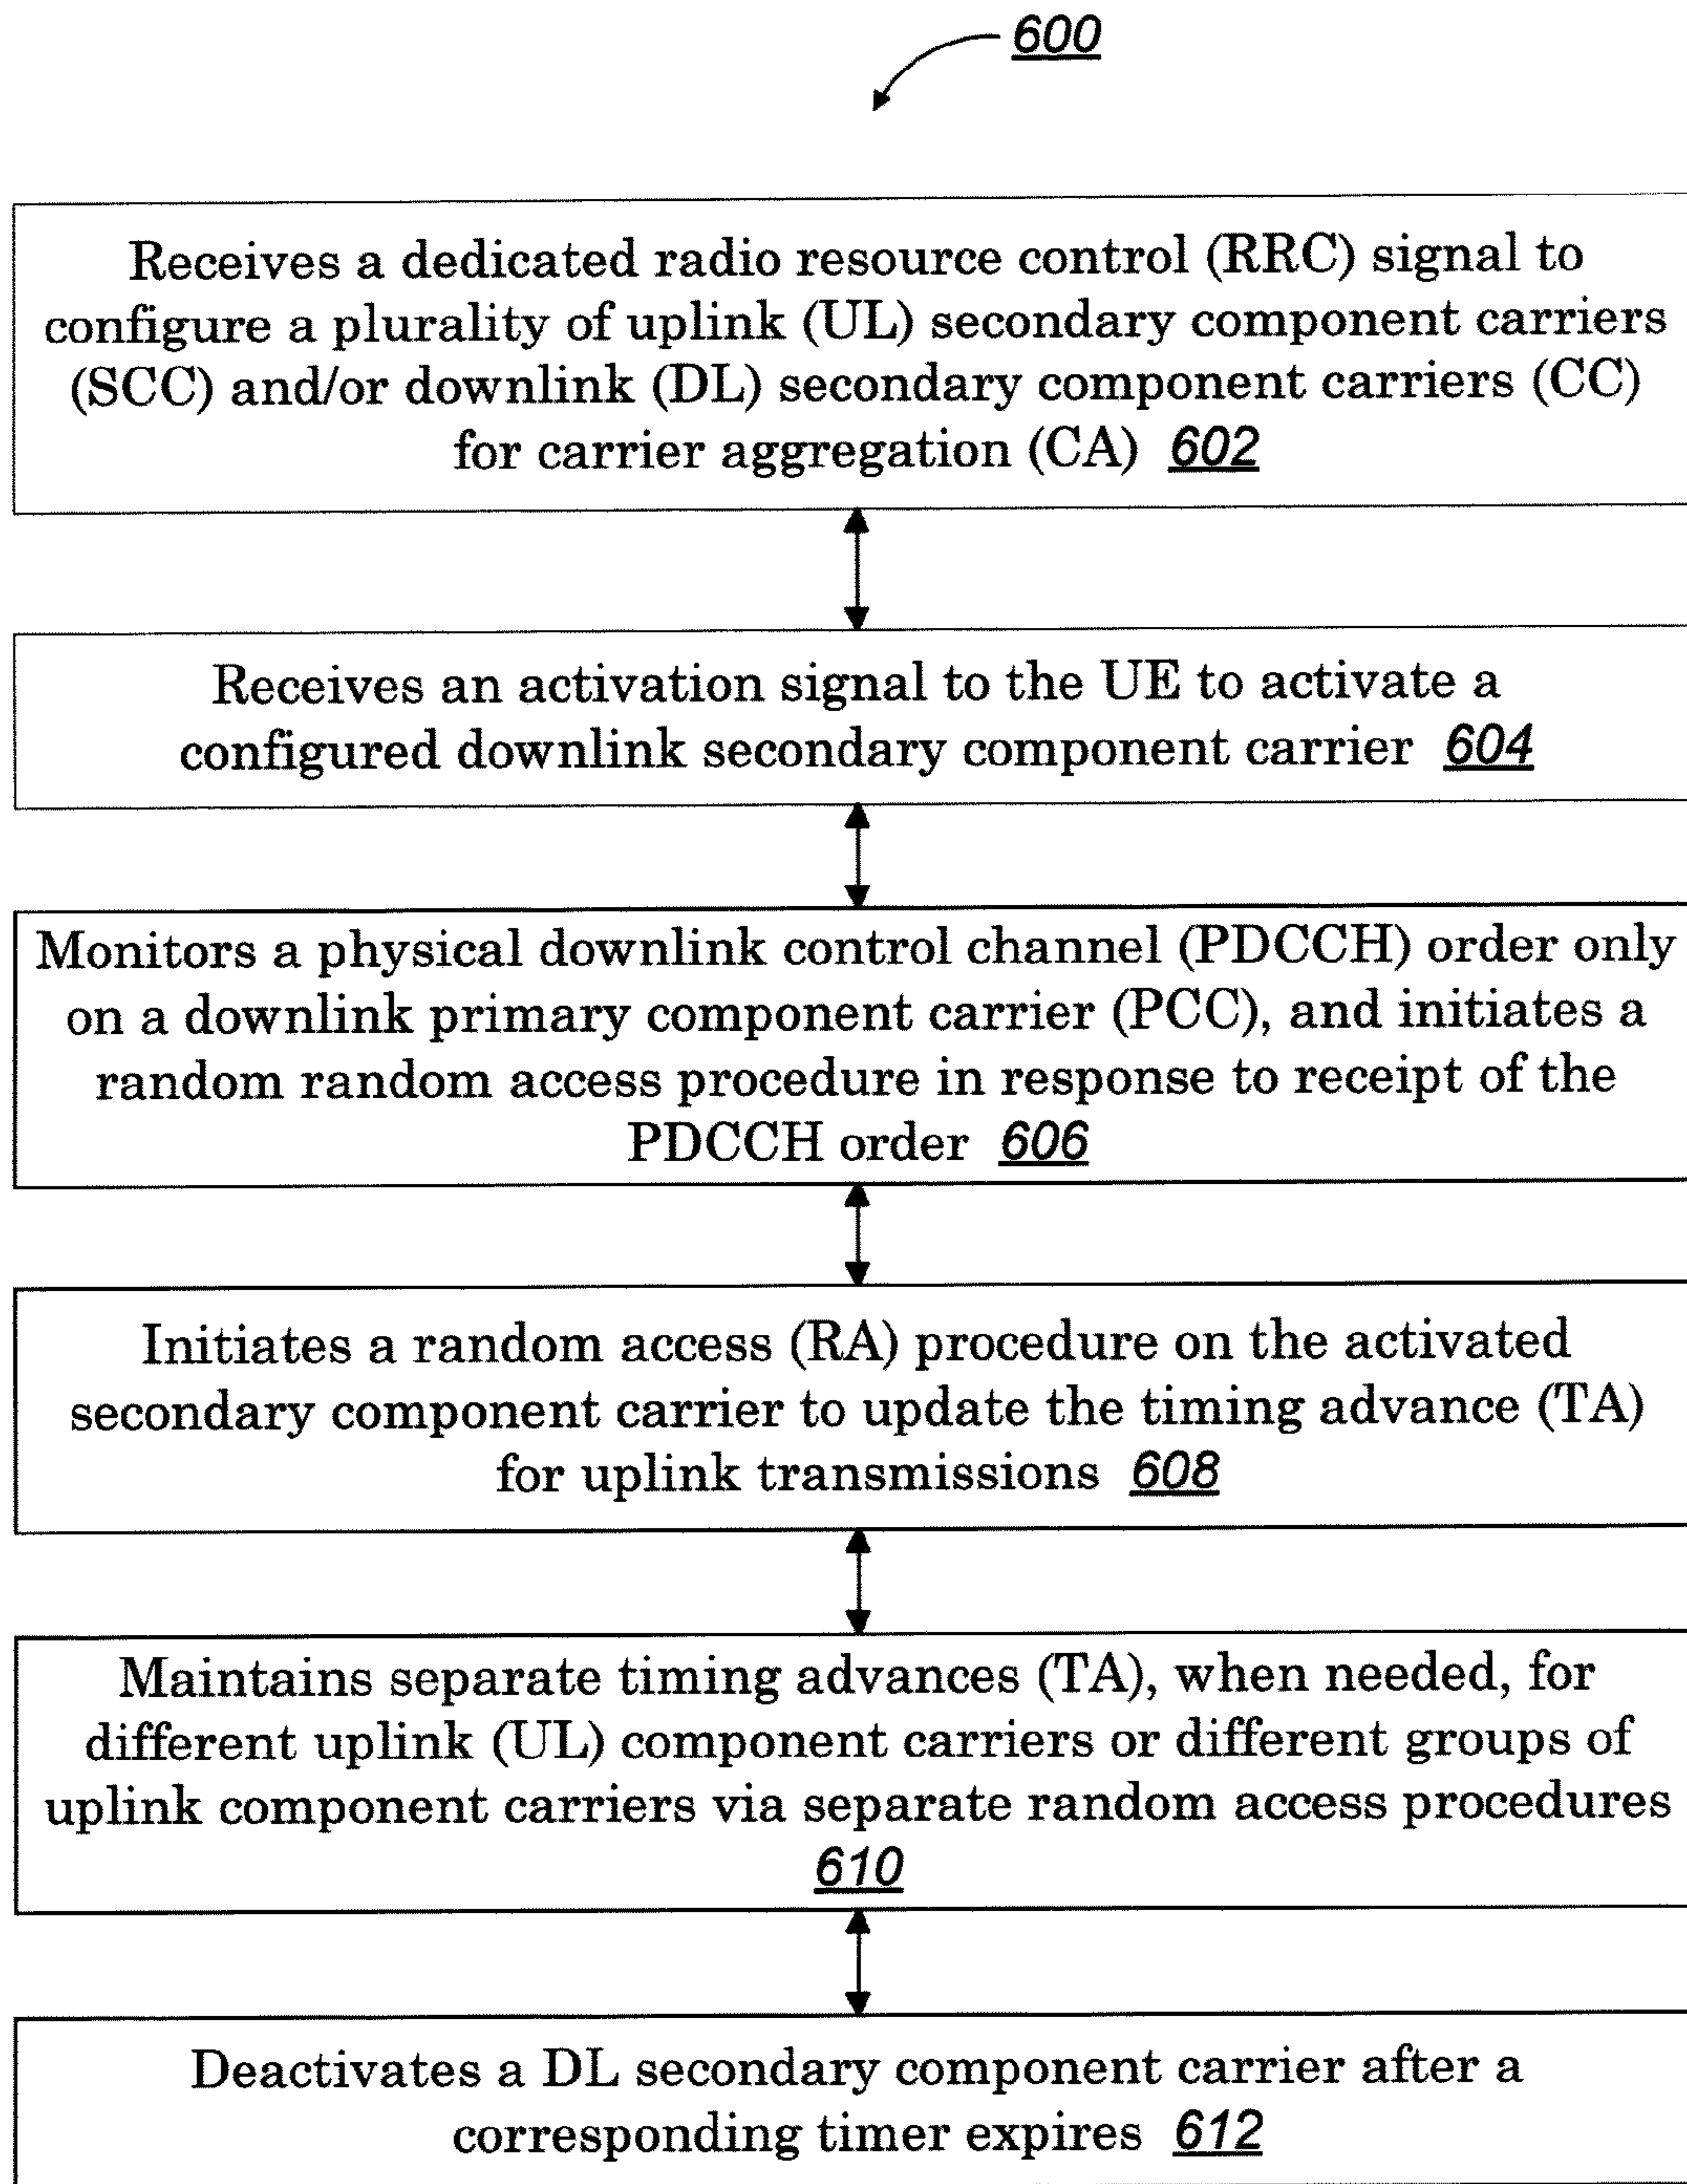 600
Receives a dedicated radio resource control (RRC) signal to
configure a plurality of uplink (UL) secondary component carriers
(SCC) and/or downlink (DL) secondary component carriers (CC)
for carrier aggregation (CA) 602
Receives an activation signal to the UE to activate a
configured downlink secondary component carrier 604
Monitors a physical downlink control channel (PDCCH) order only
on a downlink primary component carrier (PCC), and initiates a
random random access procedure in response to receipt of the
PDCCH order 606
Initiates a random access (RA) procedure on the activated
secondary component carrier to update the timing advance (TA)
for uplink transmissions 608
Maintains separate timing advances (TA), when needed, for
different uplink (UL) component carriers or different groups of
uplink component carriers via separate random access procedures
610
Deactivates a DL secondary component carrier after a
corresponding timer expires 612